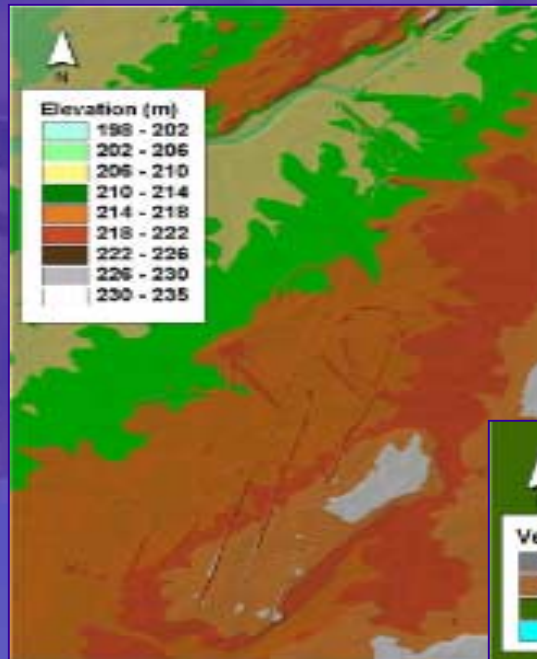 N
Elevation (m)
198 - 202
202 - 206
206 - 210
210 - 214
214 - 218
218 - 222
222 - 226
226 - 230
230 - 235
Ve